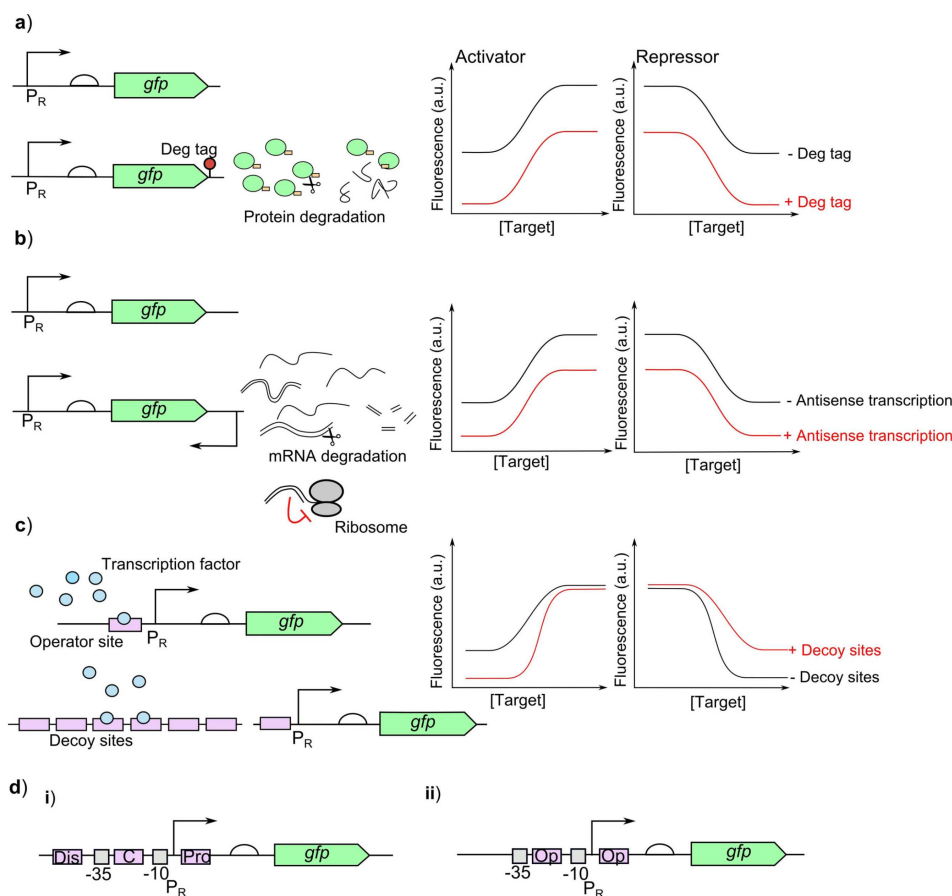 a)
Activator
Repressor
gfp
P_R
Fluorescence (a.u.)
Fluorescence (a.u.)
- Deg tag
Deg tag
gfp
P_R
Protein degradation
+ Deg tag
[Target]
[Target]
b)
gfp
P_R
Fluorescence (a.u.)
Fluorescence (a.u.)
- Antisense transcription
gfp
P_R
+ Antisense transcription
mRNA degradation
[Target]
[Target]
Ribosome
c)
Transcription factor
gfp
Operator site
P_R
Fluorescence (a.u.)
Fluorescence (a.u.)
+ Decoy sites
- Decoy sites
[Target]
[Target]
gfp
Decoy sites
P_R
d)
i)
ii)
Dis
C
Pro
gfp
-35
-10
P_R
Op
Op
gfp
-35
-10
P_R